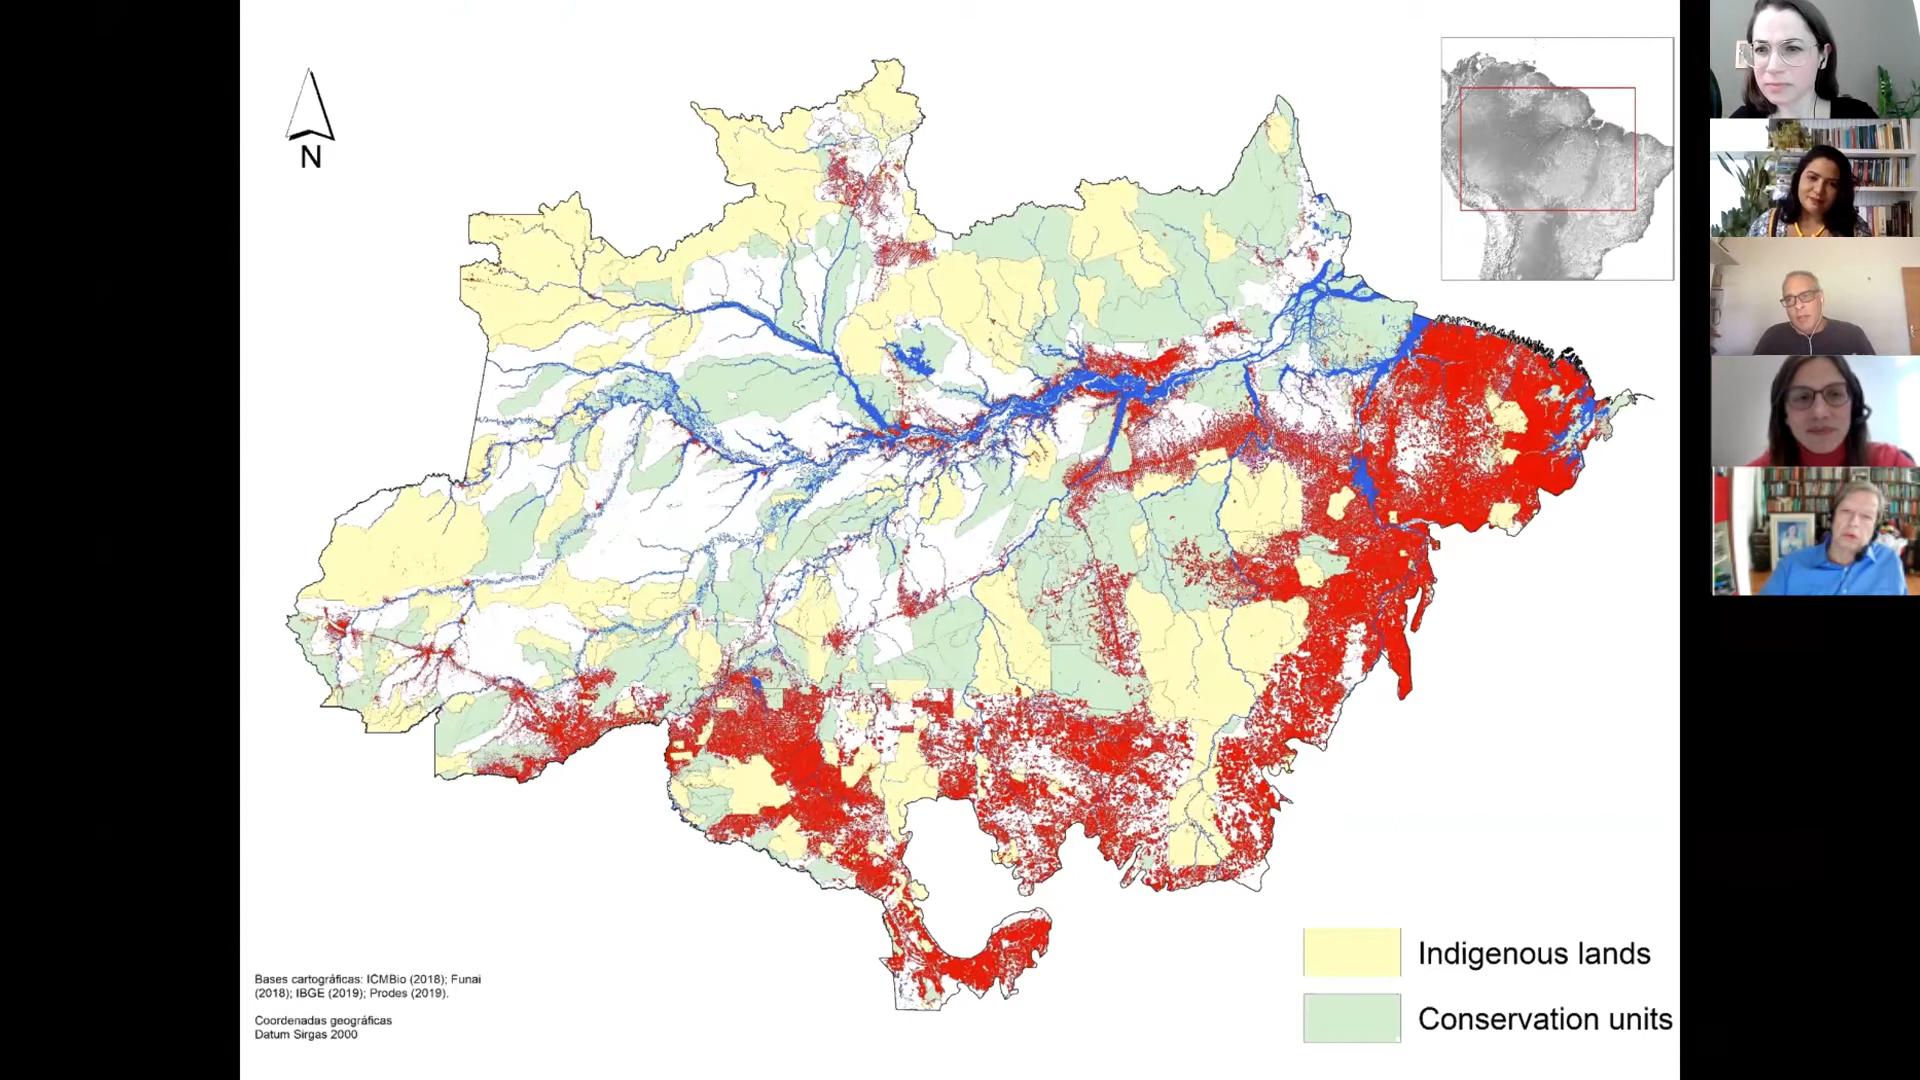 N
Indigenous lands
Conservation units
Bases cartográficas: ICMBio (2018); Funai
(2018); IBGE (2019); Prodes (2019).
Coordenadas geográficas
Datum Sirgas 2000